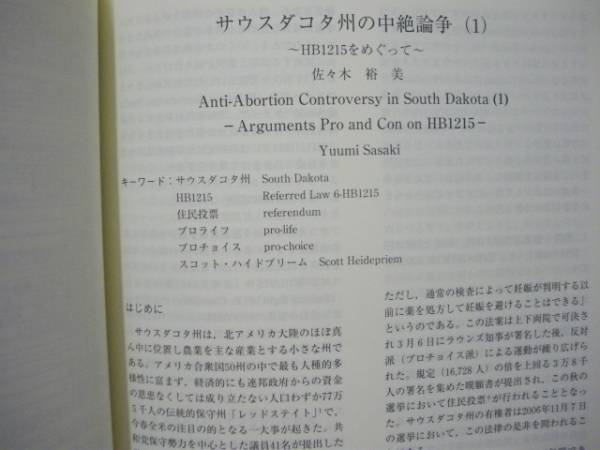 サウスダコタ州の中絶論争（1）
～HB1215をめぐって～
佐々木 裕 美
Anti-Abortion Controversy in South Dakota (1)
－Arguments Pro and Con on HB1215－
Yuumi Sasaki
キーワード：サウスダコタ州 South Dakota
HB1215 Referred Law 6-HB1215
住民投票 referendum
プロライフ pro-life
プロチョイス pro-choice
スコット・ハイドブリーム Scott Heidepriem
はじめに
サウスダコタ州は、北アメリカ大陸のほぼ真
ん中に位置し農業を主な産業とする小さな州で
ある。アメリカ合衆国50州の中で最も人種的多
様性に富まず、経済的にも連邦政府からの資金
の恩恵なくしては成り立たない人口わずか77万
5千人の伝統的保守州「レッドステイト」¹で、
今春全米の注目の的となる一大事が起きた。共
和党保守勢力を中心とした議員41名が提出した
ただし、通常の検査によって妊娠が判明する以
前に薬を処方して妊娠を避けることはできる」
というのである。この法案は上下両院で可決さ
れ3月6日にラウンズ知事が署名した後、反対
派（プロチョイス派）による運動が繰り広げら
れた。規定（16,728人）の倍を上回る3万8千
人の署名を集めた嘆願書が提出され、この秋の
選挙において住民投票²が行われることとなっ
た。サウスダコタ州の有権者は2006年11月7日
の選挙において、この法律の是非を問われるこ